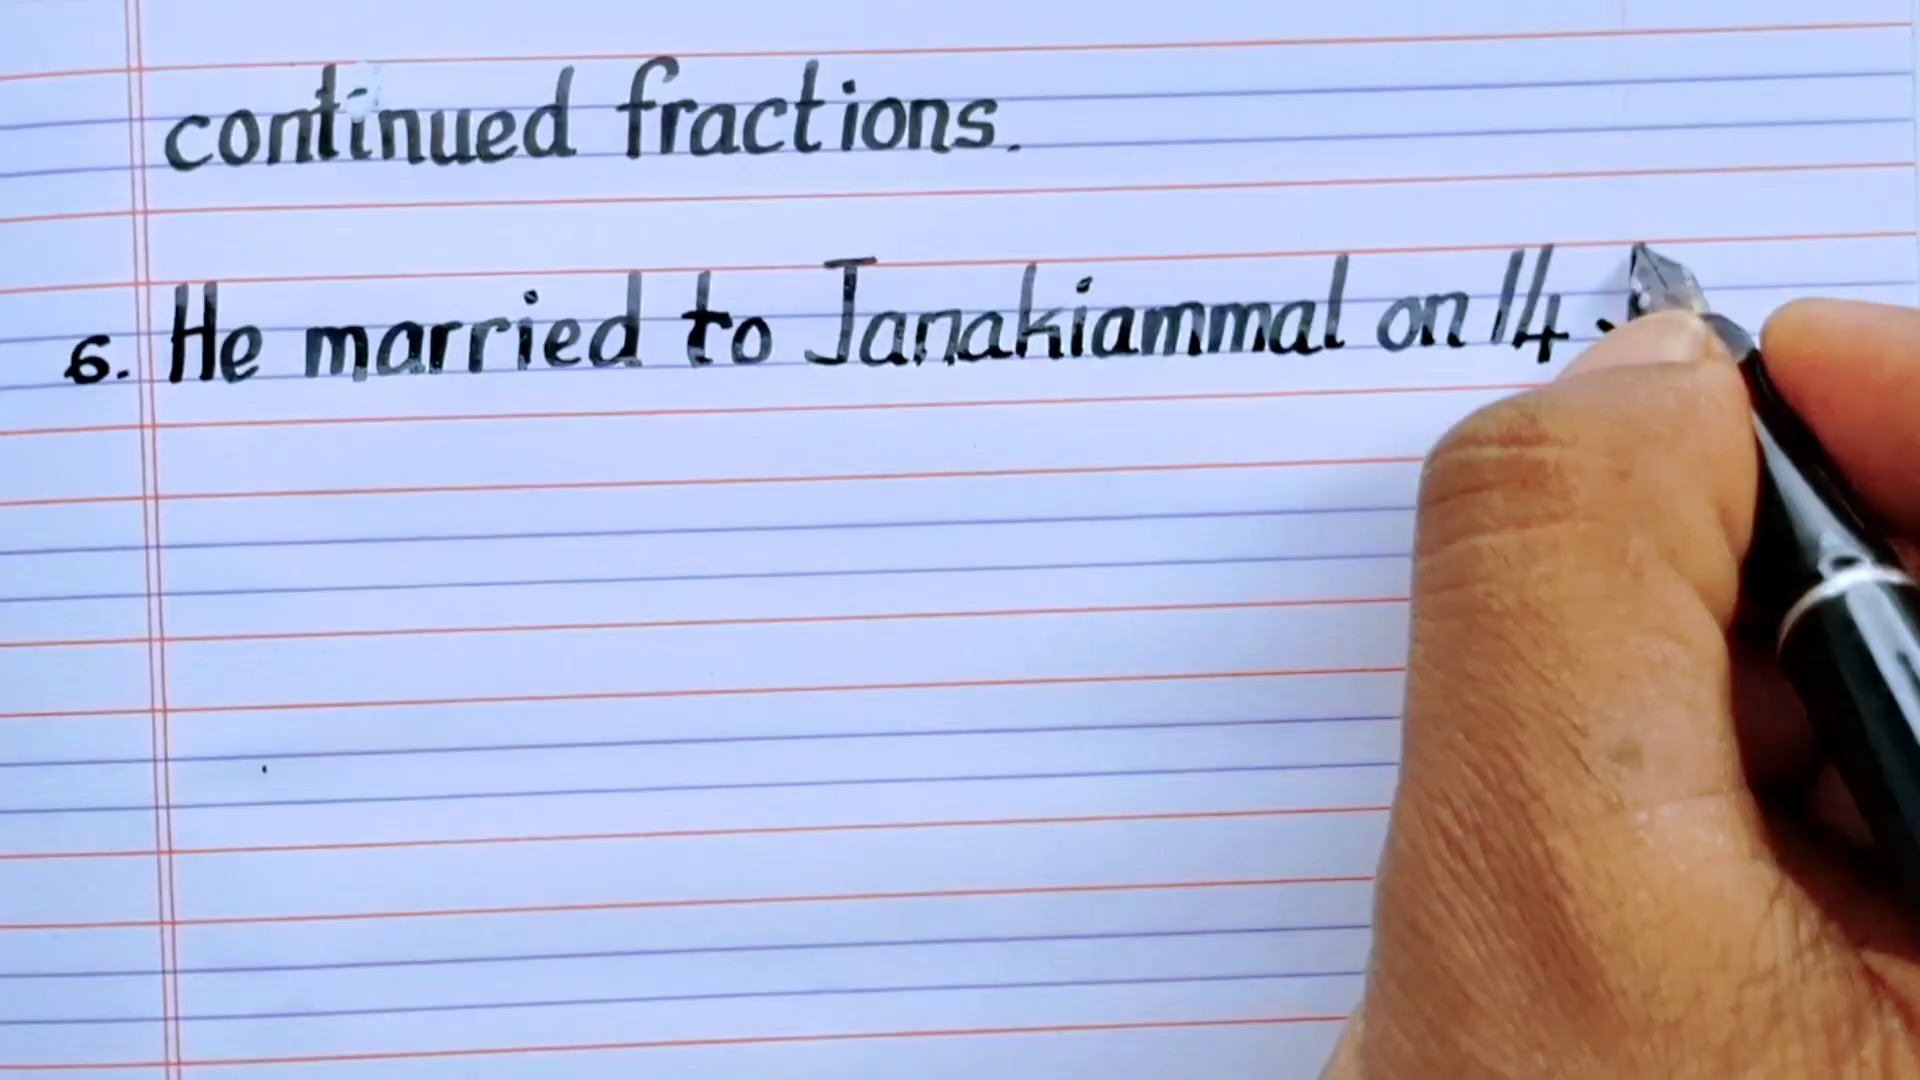 continued fractions.
6. He married to Janakiammal on 14